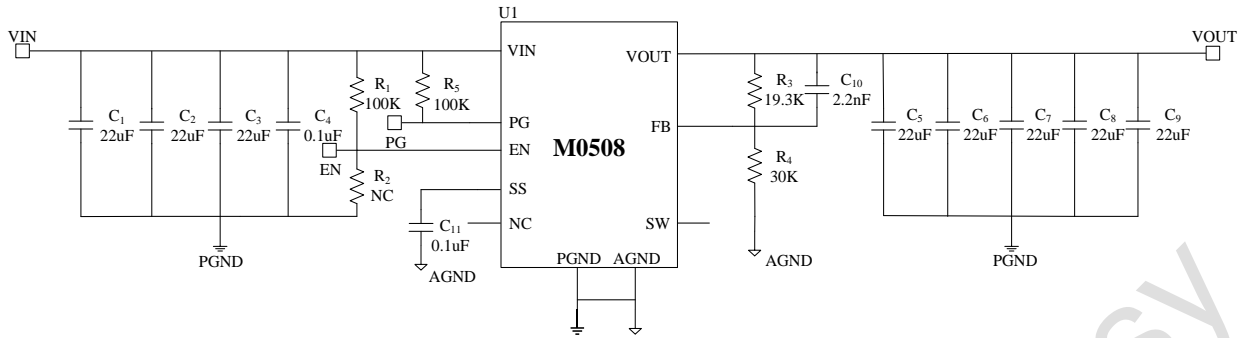 U1
VIN
VIN
VOUT
VOUT
R1
100K
R5
100K
R3
19.3K
C10
2.2nF
C1
22uF
C2
22uF
C3
22uF
C4
0.1uF
PG
PG
FB
C5
22uF
C6
22uF
C7
22uF
C8
22uF
C9
22uF
EN
EN
M0508
R2
NC
R4
30K
SS
NC
SW
C11
0.1uF
PGND
AGND
PGND
AGND
AGND
PGND
sy